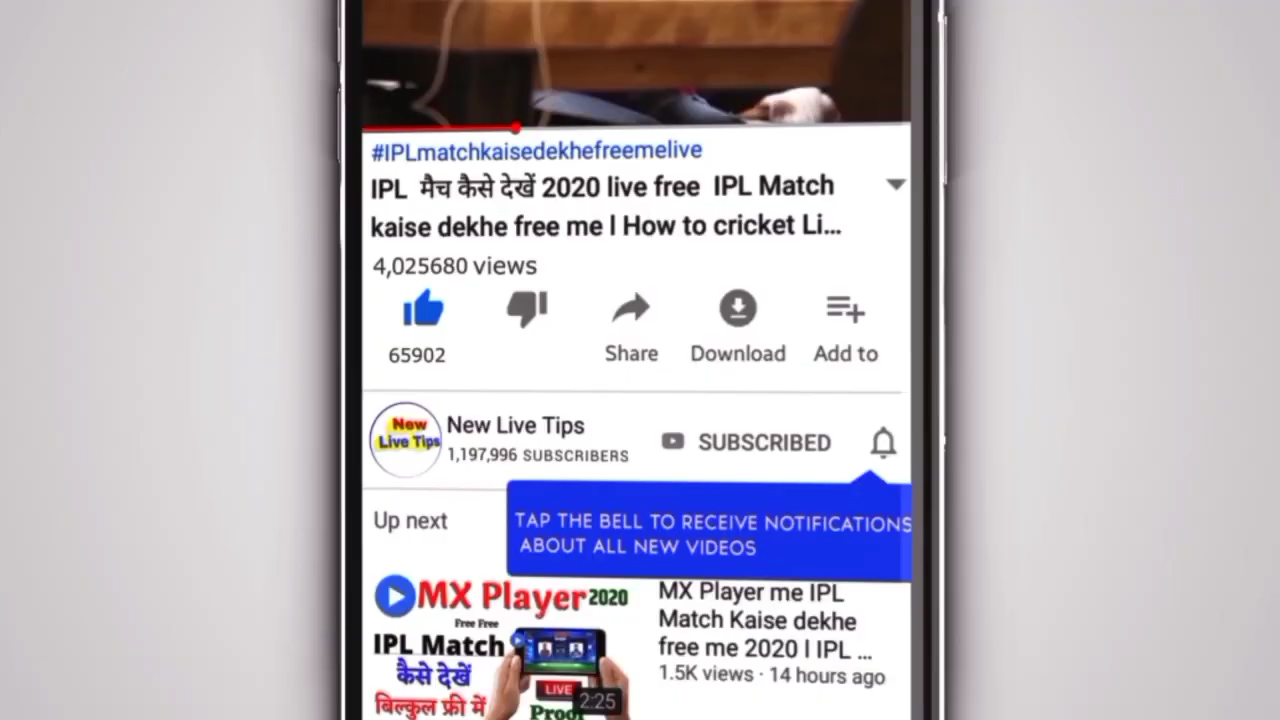 #IPLmatchkaisedekhefreemelive
IPL मैच कैसे देखें 2020 live free IPL Match
kaise dekhe free me l How to cricket Li...
4,025680 views
65902
Share
Download
Add to
New
Live Tips
New Live Tips
1,197,996 SUBSCRIBERS
SUBSCRIBED
Up next
TAP THE BELL TO RECEIVE NOTIFICATIONS
ABOUT ALL NEW VIDEOS
MX Player 2020
Free Free
IPL Match
कैसे देखें
बिल्कुल फ्री में
LIVE
Proof
2:25
MX Player me IPL
Match Kaise dekhe
free me 2020 l IPL ...
1.5K views · 14 hours ago